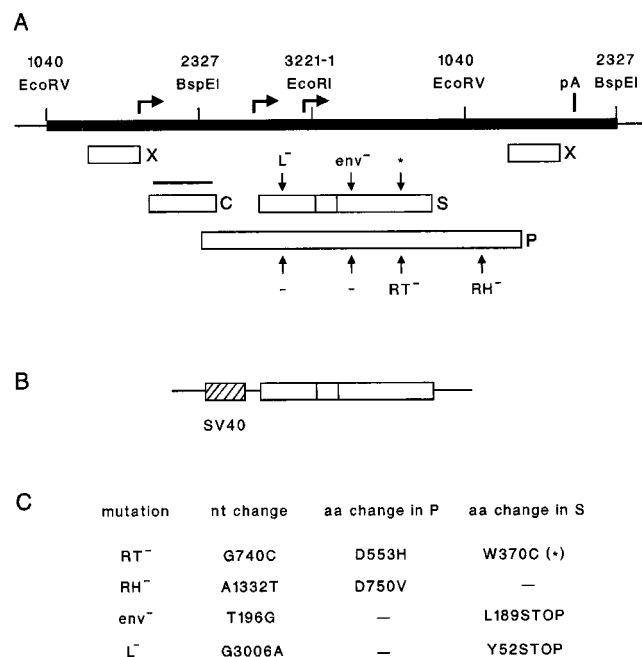 A
1040 2327 3221-1 1040 2327
EcoRV BspEI EcoRI EcoRV pA BspEI
X X
L⁻ env⁻ *
C S
P
- - RT⁻ RH⁻
B
SV40
C
mutation nt change aa change in P aa change in S
RT⁻ G740C D553H W370C (*)
RH⁻ A1332T D750V —
env⁻ T196G — L189STOP
L⁻ G3006A — Y52STOP